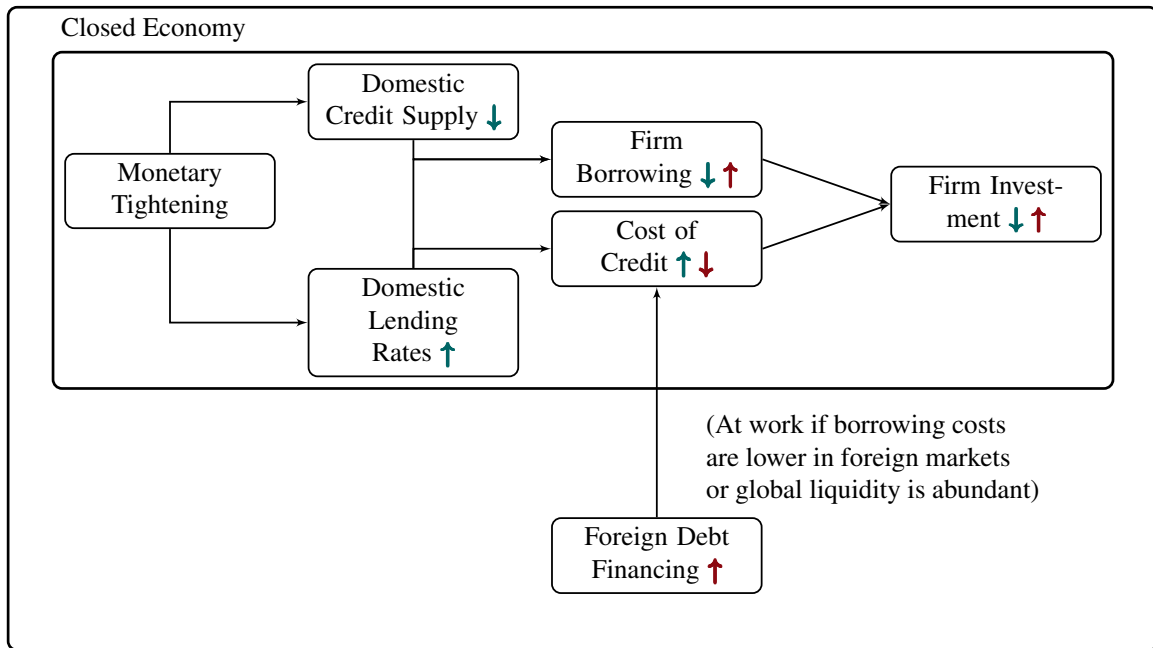 Closed Economy
Domestic
Credit Supply ↓
Monetary
Tightening
Domestic
Lending
Rates ↑
Firm
Borrowing ↓ ↑
Cost of
Credit ↑ ↓
Firm Invest-
ment ↓ ↑
(At work if borrowing costs
are lower in foreign markets
or global liquidity is abundant)
Foreign Debt
Financing ↑